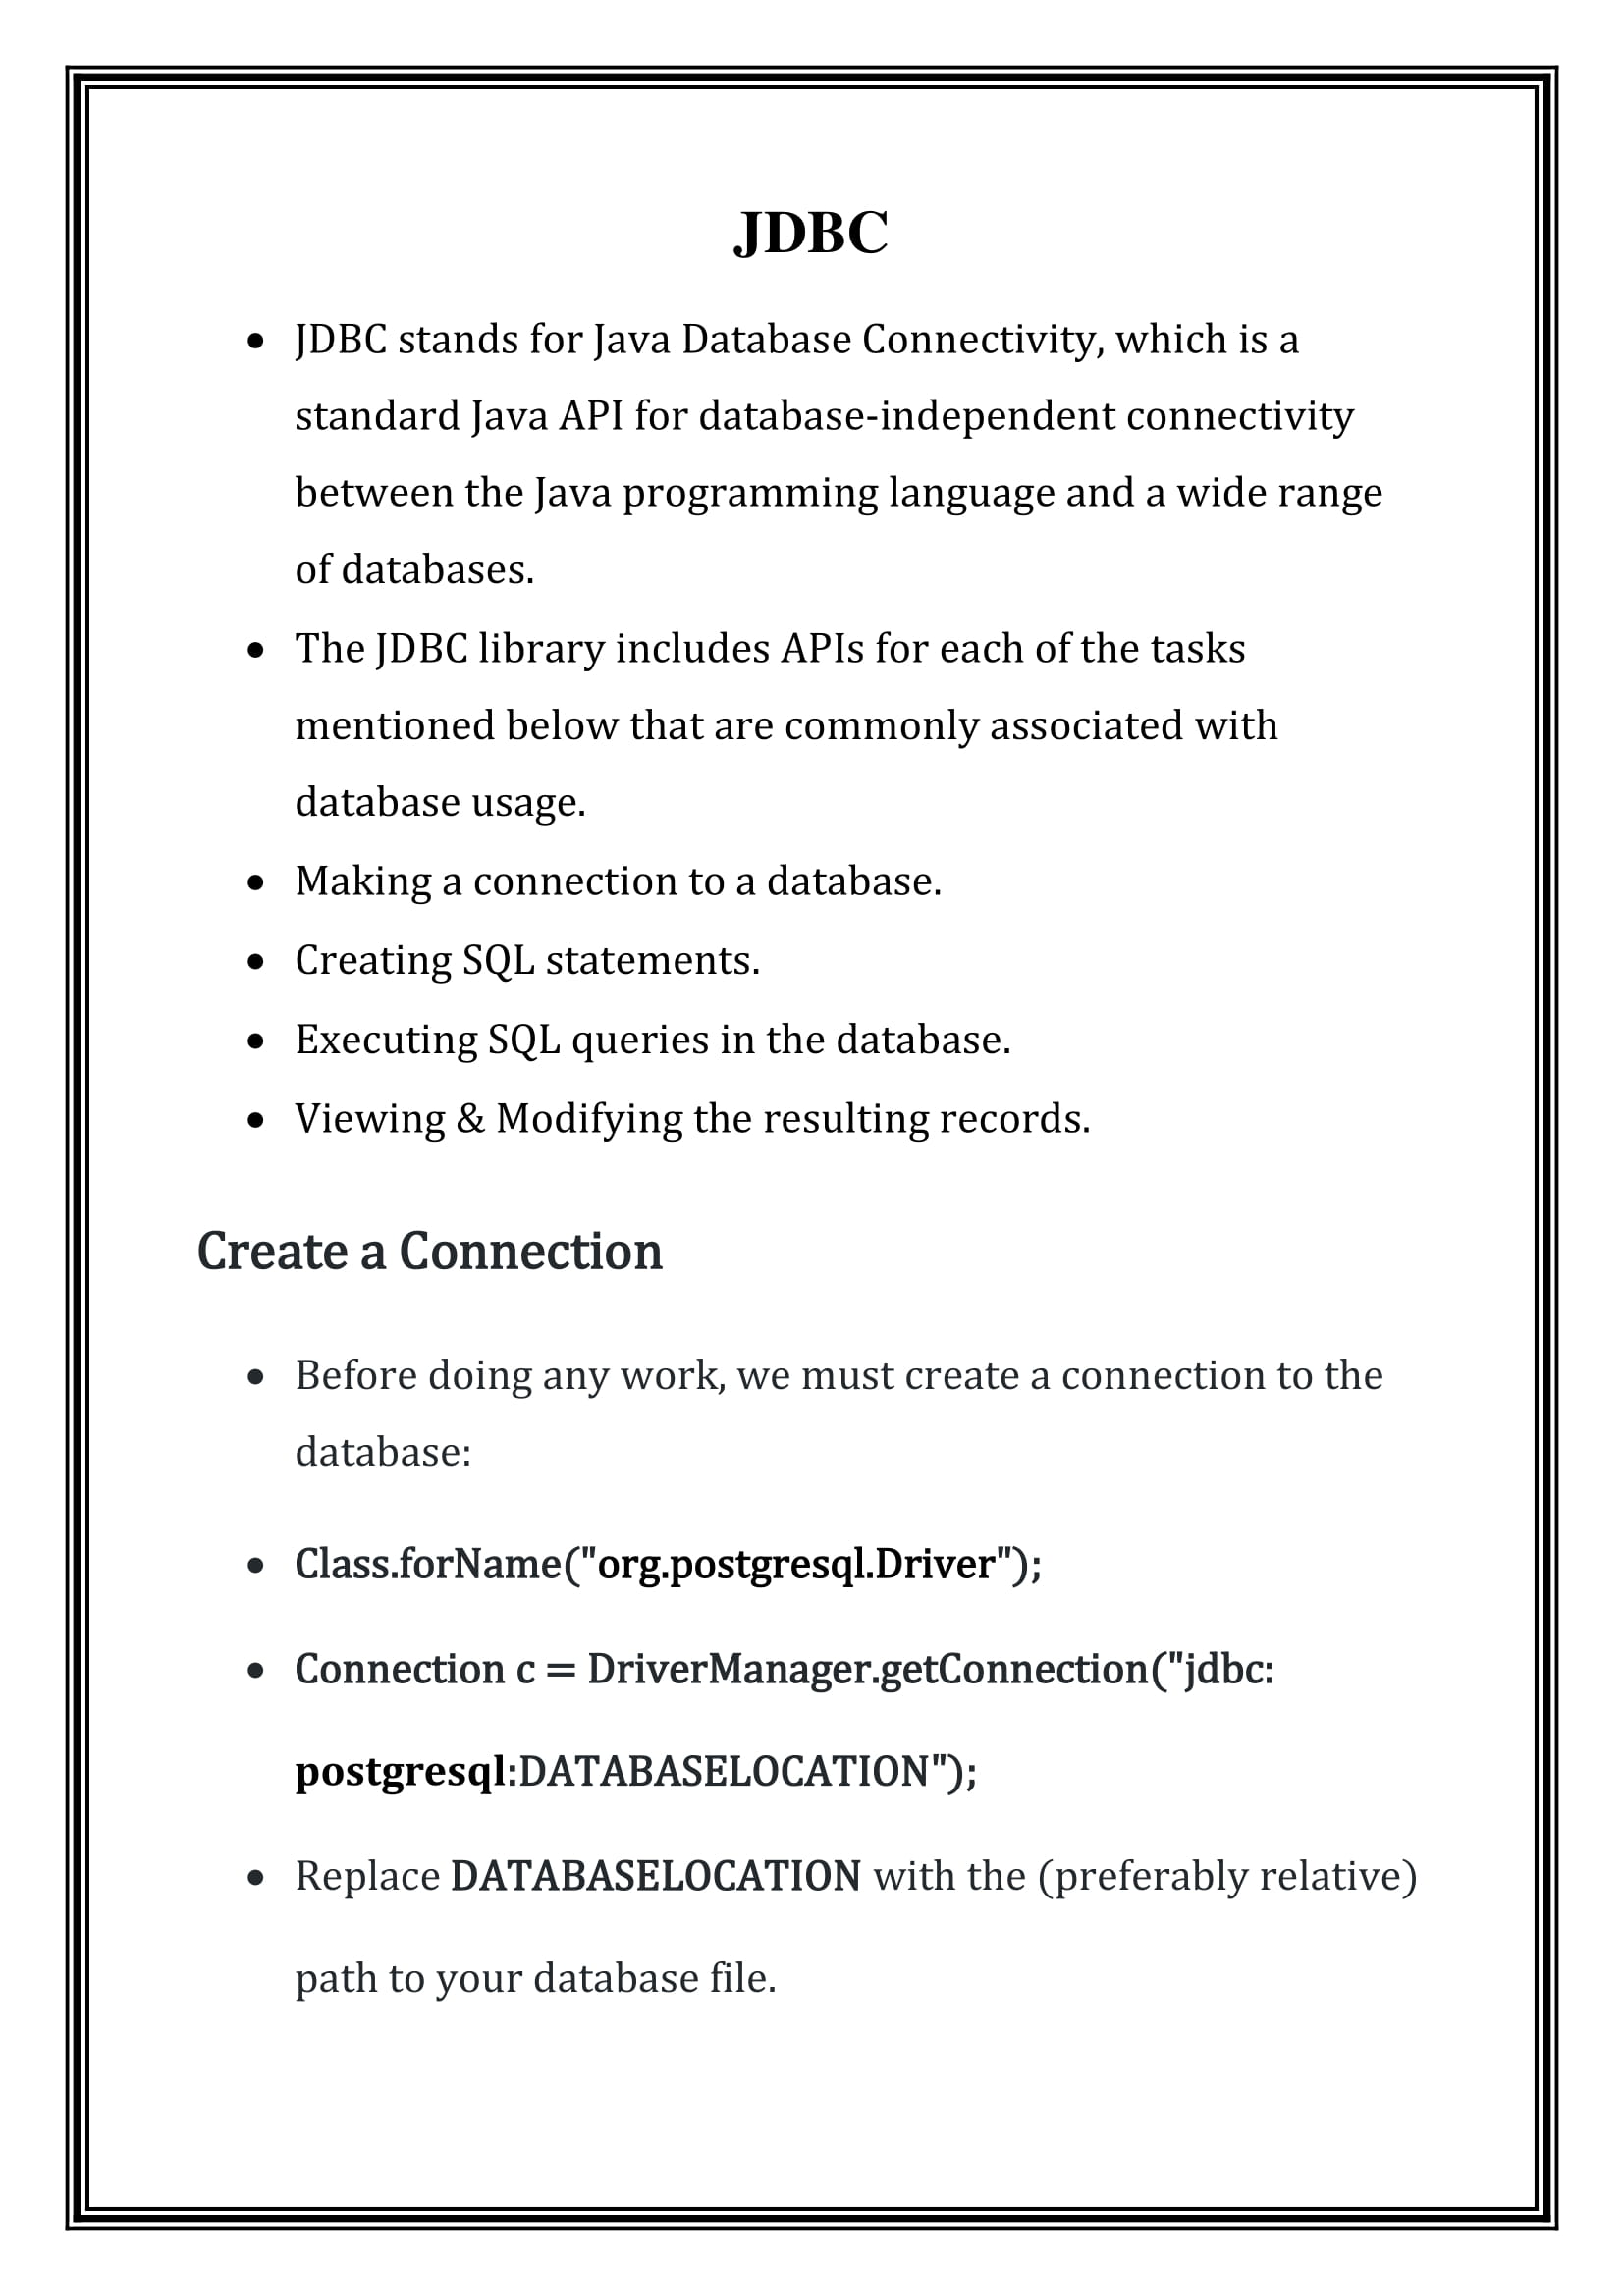 JDBC
• JDBC stands for Java Database Connectivity, which is a
standard Java API for database-independent connectivity
between the Java programming language and a wide range
of databases.
• The JDBC library includes APIs for each of the tasks
mentioned below that are commonly associated with
database usage.
• Making a connection to a database.
• Creating SQL statements.
• Executing SQL queries in the database.
• Viewing & Modifying the resulting records.
Create a Connection
• Before doing any work, we must create a connection to the
database:
• Class.forName("org.postgresql.Driver");
• Connection c = DriverManager.getConnection("jdbc:
postgresql:DATABASELOCATION");
• Replace DATABASELOCATION with the (preferably relative)
path to your database file.